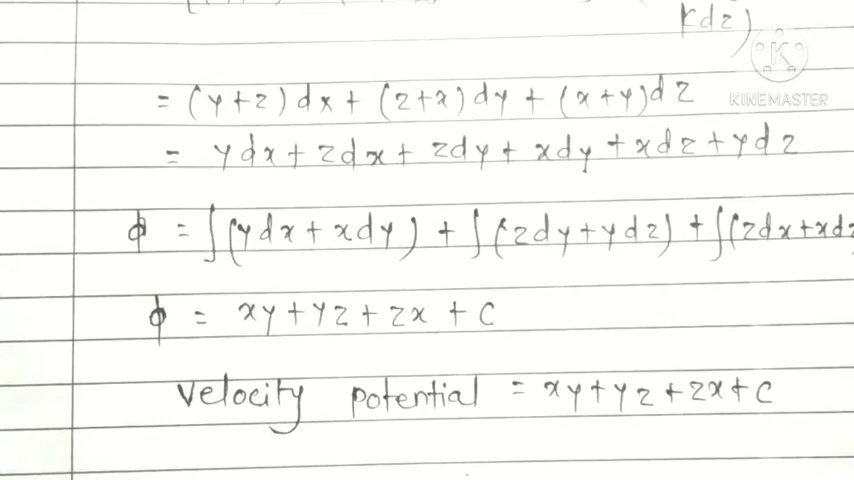 kdz)
KINEMASTER
= (y+z)dx + (z+x)dy + (x+y)dz
= ydx + zdx + zdy + xdy + xdz + ydz
ϕ = ∫(ydx + xdy) + ∫(zdy+ydz) + ∫(zdx+xdz
ϕ = xy + yz + zx + c
Velocity potential = xy+yz+zx+c